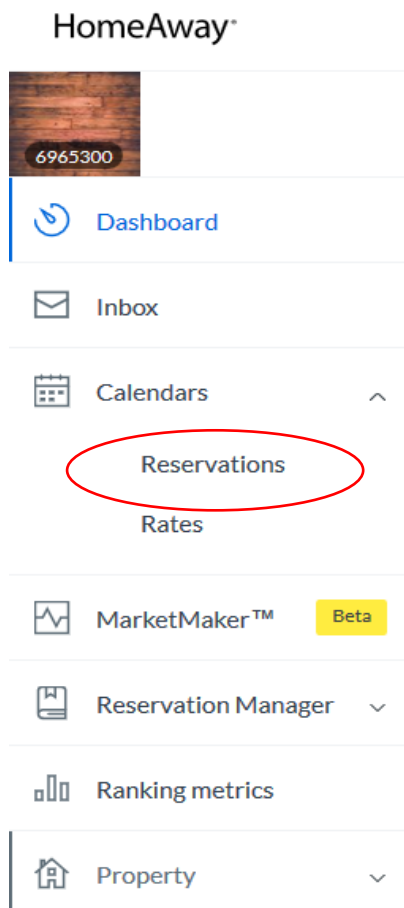 HomeAway®
6965300
Dashboard
Inbox
Calendars
Reservations
Rates
MarketMaker™ Beta
Reservation Manager
Ranking metrics
Property